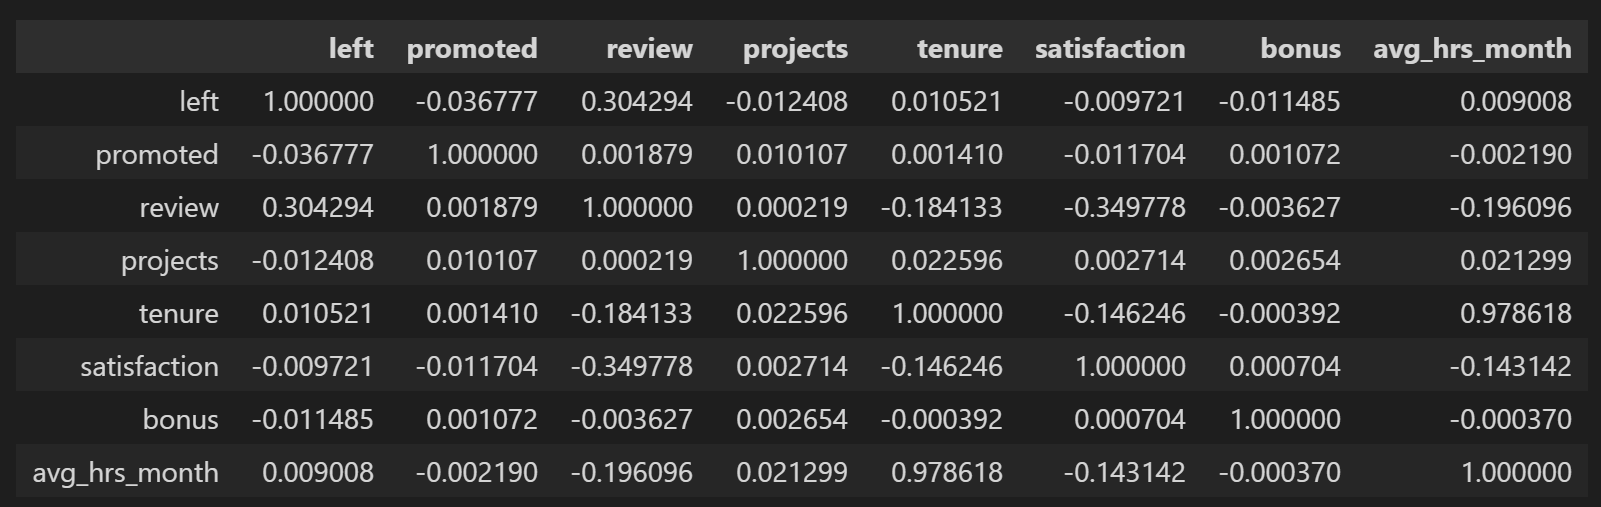 left promoted review projects tenure satisfaction bonus avg_hrs_month
left 1.000000 -0.036777 0.304294 -0.012408 0.010521 -0.009721 -0.011485 0.009008
promoted -0.036777 1.000000 0.001879 0.010107 0.001410 -0.011704 0.001072 -0.002190
review 0.304294 0.001879 1.000000 0.000219 -0.184133 -0.349778 -0.003627 -0.196096
projects -0.012408 0.010107 0.000219 1.000000 0.022596 0.002714 0.002654 0.021299
tenure 0.010521 0.001410 -0.184133 0.022596 1.000000 -0.146246 -0.000392 0.978618
satisfaction -0.009721 -0.011704 -0.349778 0.002714 -0.146246 1.000000 0.000704 -0.143142
bonus -0.011485 0.001072 -0.003627 0.002654 -0.000392 0.000704 1.000000 -0.000370
avg_hrs_month 0.009008 -0.002190 -0.196096 0.021299 0.978618 -0.143142 -0.000370 1.000000